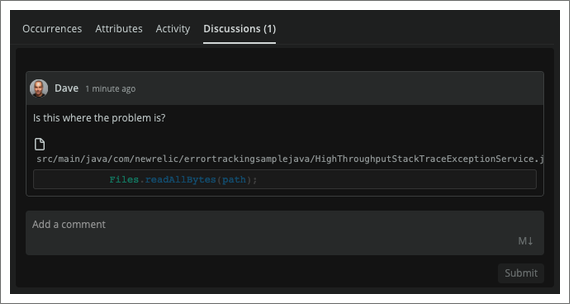 Occurrences Attributes Activity Discussions (1)
Dave 1 minute ago
Is this where the problem is?
src/main/java/com/newrelic/errortrackingsamplejava/HighThroughputStackTraceExceptionService.j
Files.readAllBytes(path);
Add a comment
M↓
Submit